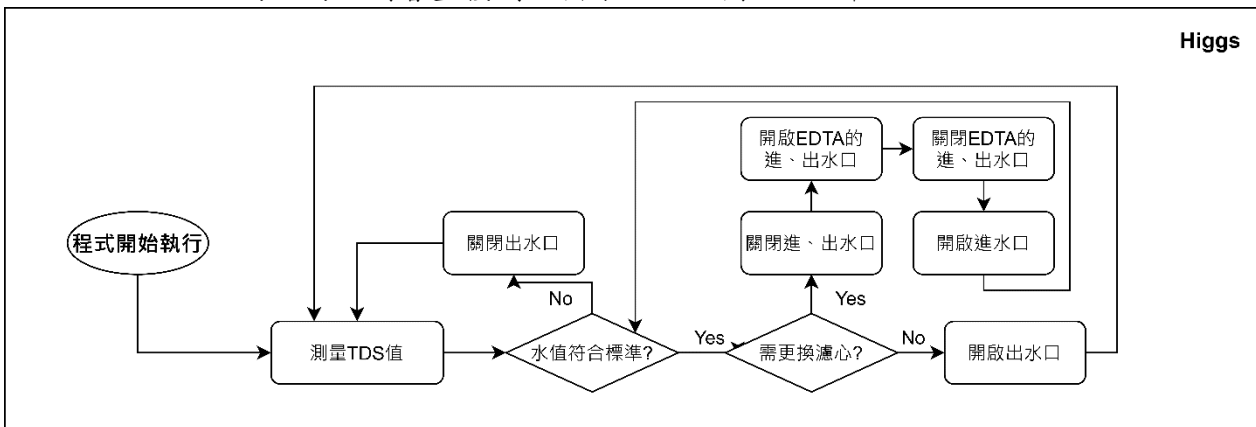 Higgs
開啟EDTA的
進、出水口
關閉EDTA的
進、出水口
程式開始執行
關閉出水口
關閉進、出水口
開啟進水口
No
Yes
測量TDS值
水值符合標準?
Yes
需更換濾心?
No
開啟出水口